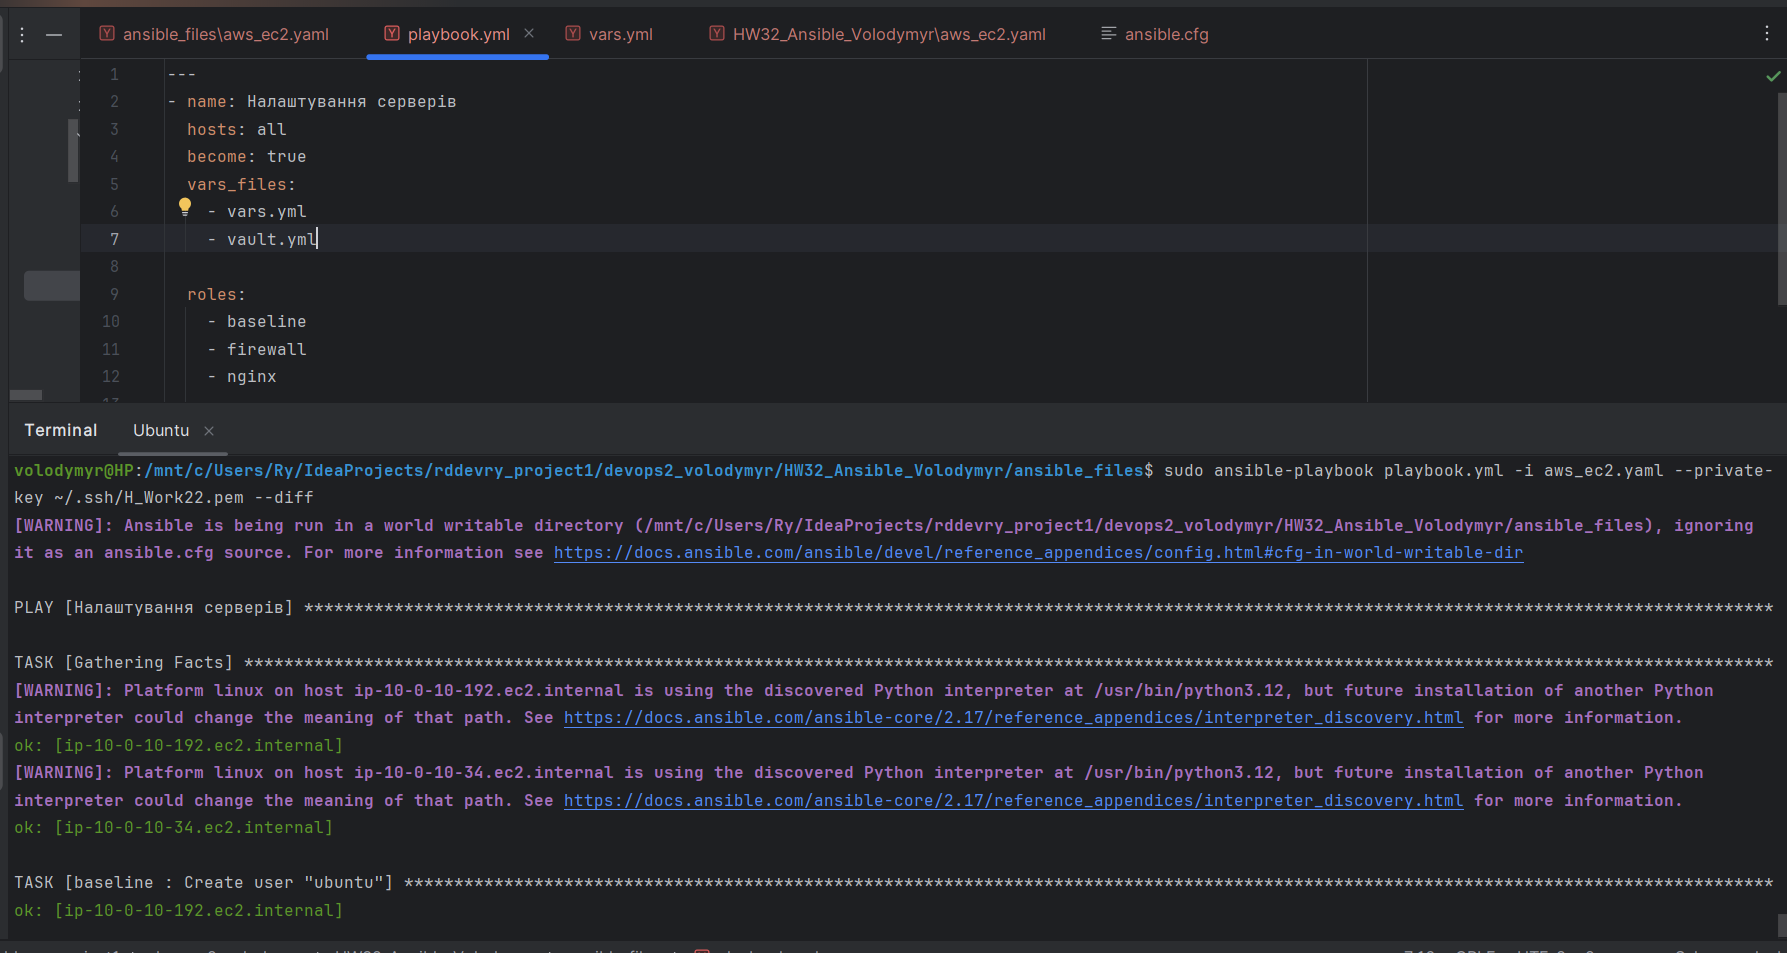 ansible_files\aws_ec2.yaml playbook.yml vars.yml HW32_Ansible_Volodymyr\aws_ec2.yaml ansible.cfg
1 ---
2 - name: Налаштування серверів
3 hosts: all
4 become: true
5 vars_files:
6 - vars.yml
7 - vault.yml
8
9 roles:
10 - baseline
11 - firewall
12 - nginx
Terminal Ubuntu
volodymyr@HP:/mnt/c/Users/Ry/IdeaProjects/rddevry_project1/devops2_volodymyr/HW32_Ansible_Volodymyr/ansible_files$ sudo ansible-playbook playbook.yml -i aws_ec2.yaml --private-
key ~/.ssh/H_Work22.pem --diff
[WARNING]: Ansible is being run in a world writable directory (/mnt/c/Users/Ry/IdeaProjects/rddevry_project1/devops2_volodymyr/HW32_Ansible_Volodymyr/ansible_files), ignoring
it as an ansible.cfg source. For more information see https://docs.ansible.com/ansible/devel/reference_appendices/config.html#cfg-in-world-writable-dir
PLAY [Налаштування серверів] ***************************************************************************************************************************************************
TASK [Gathering Facts] *********************************************************************************************************************************************************
[WARNING]: Platform linux on host ip-10-0-10-192.ec2.internal is using the discovered Python interpreter at /usr/bin/python3.12, but future installation of another Python
interpreter could change the meaning of that path. See https://docs.ansible.com/ansible-core/2.17/reference_appendices/interpreter_discovery.html for more information.
ok: [ip-10-0-10-192.ec2.internal]
[WARNING]: Platform linux on host ip-10-0-10-34.ec2.internal is using the discovered Python interpreter at /usr/bin/python3.12, but future installation of another Python
interpreter could change the meaning of that path. See https://docs.ansible.com/ansible-core/2.17/reference_appendices/interpreter_discovery.html for more information.
ok: [ip-10-0-10-34.ec2.internal]
TASK [baseline : Create user "ubuntu"] *****************************************************************************************************************************************
ok: [ip-10-0-10-192.ec2.internal]